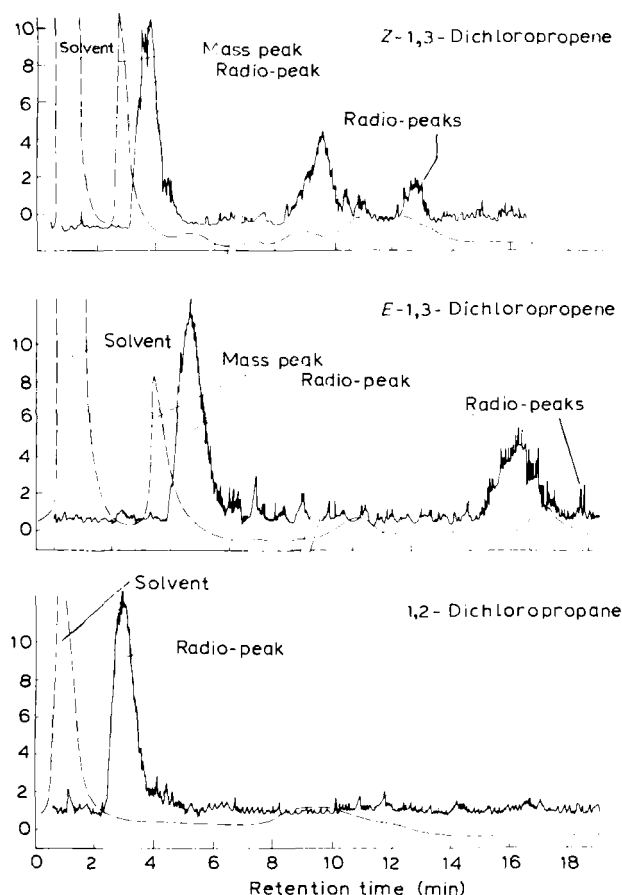 Z-1,3-Dichloropropene
10
Solvent
Mass peak
Radio-peak
8
6
Radio-peaks
4
2
0
E-1,3-Dichloropropene
10
Solvent
Mass peak
8
Radio-peak
6
Radio-peaks
4
2
0
1,2-Dichloropropane
Solvent
10
Radio-peak
8
6
4
2
0
0 2 4 6 8 10 12 14 16 18
Retention time (min)